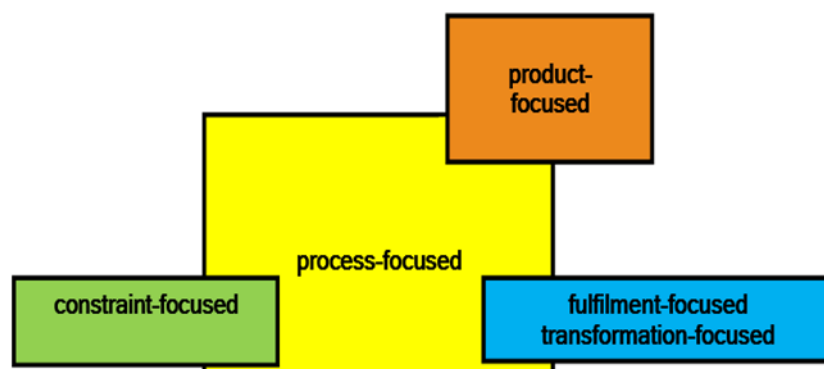 product-
focused
process-focused
constraint-focused
fulfilment-focused
transformation-focused